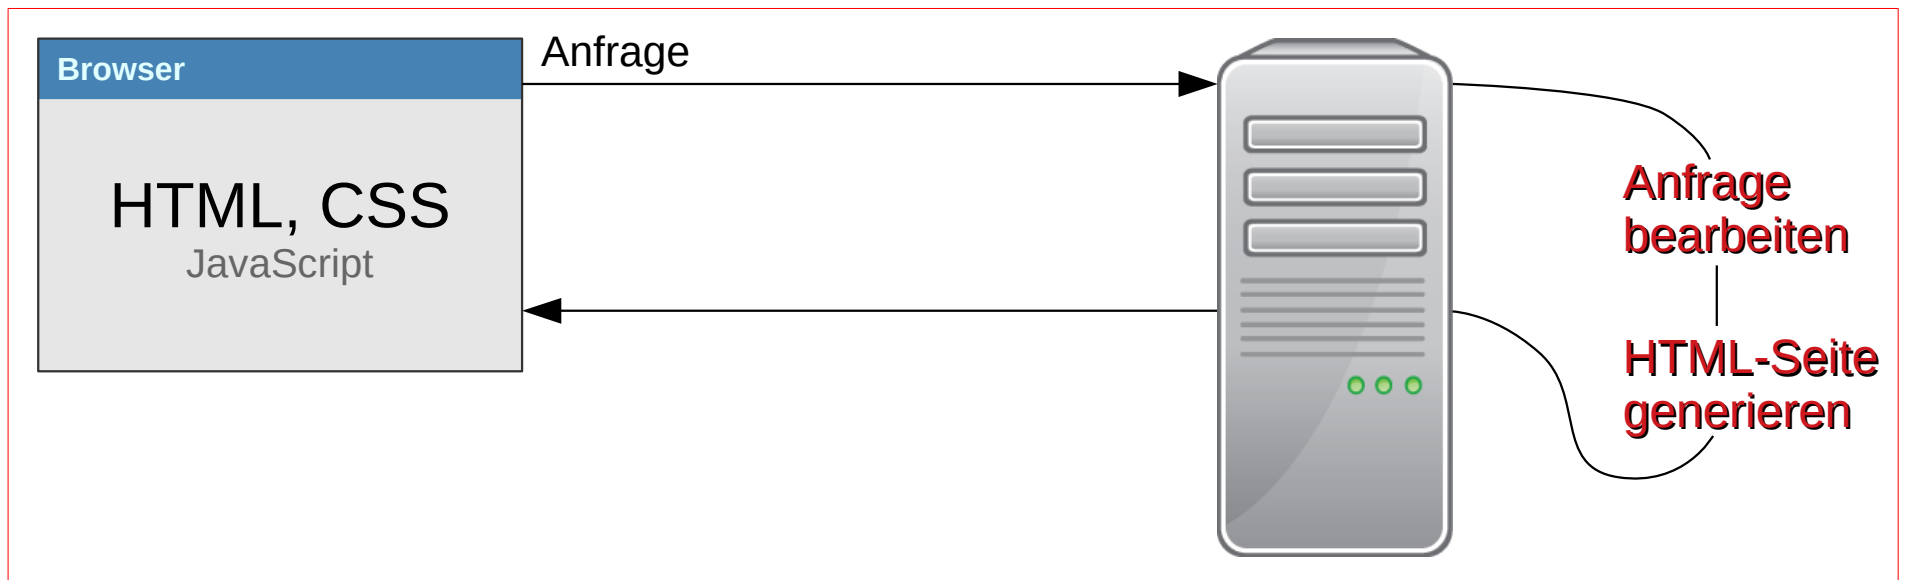 Browser
Anfrage
HTML, CSS
JavaScript
Anfrage
bearbeiten
HTML-Seite
generieren